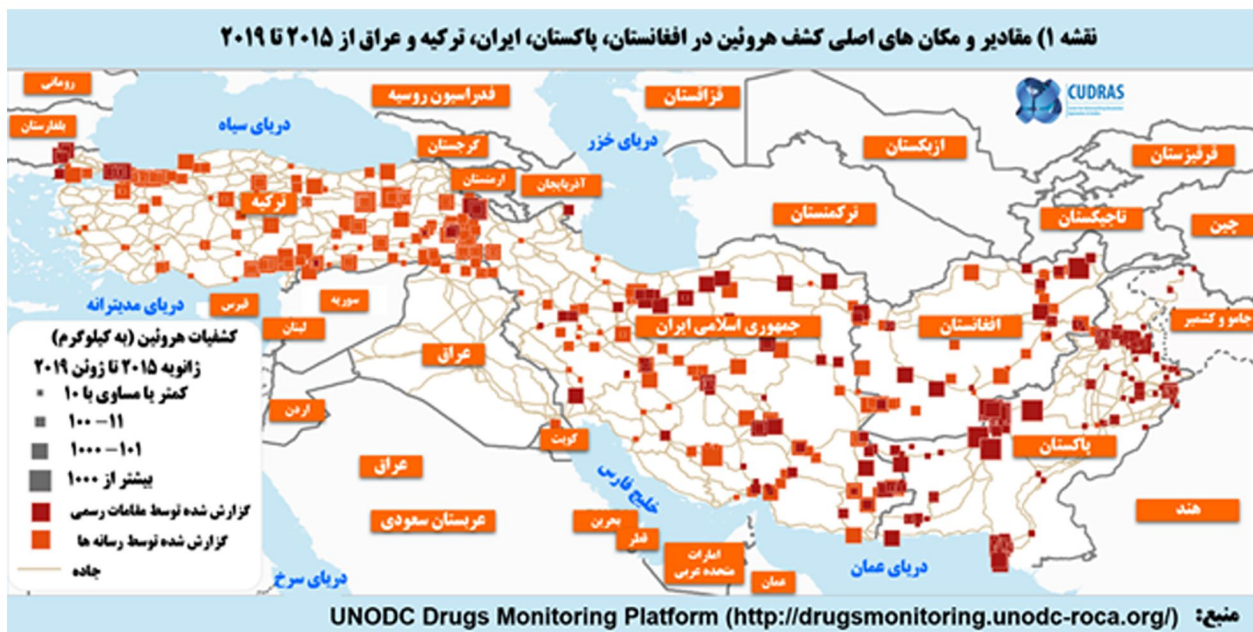 نقشه ۱) مقادیر و مکان های اصلی کشف هروئین در افغانستان، پاکستان، ایران، ترکیه و عراق از ۲۰۱۵ تا ۲۰۱۹
CUDRAS
رومانی
بلغارستان
دریای سیاه
فدراسیون روسیه
گرجستان
ارمنستان
آذربایجان
دریای خزر
قزاقستان
ازبکستان
قرقیزستان
ترکمنستان
تاجیکستان
چین
ترکیه
دریای مدیترانه
قبرس
سوریه
لبنان
عراق
اردن
جمهوری اسلامی ایران
افغانستان
جامو و کشمیر
پاکستان
هند
کویت
خلیج فارس
عراق
عربستان سعودی
بحرین
قطر
امارات
متحده عربی
عمان
دریای عمان
دریای سرخ
کشفیات هروئین (به کیلوگرم)
ژانویه ۲۰۱۵ تا ژوئن ۲۰۱۹
کمتر یا مساوی با ۱۰
۱۱-۱۰۰
۱۰۱-۱۰۰۰
بیشتر از ۱۰۰۰
گزارش شده توسط مقامات رسمی
گزارش شده توسط رسانه ها
جاده
منبع: UNODC Drugs Monitoring Platform (http://drugsmonitoring.unodc-roca.org/)